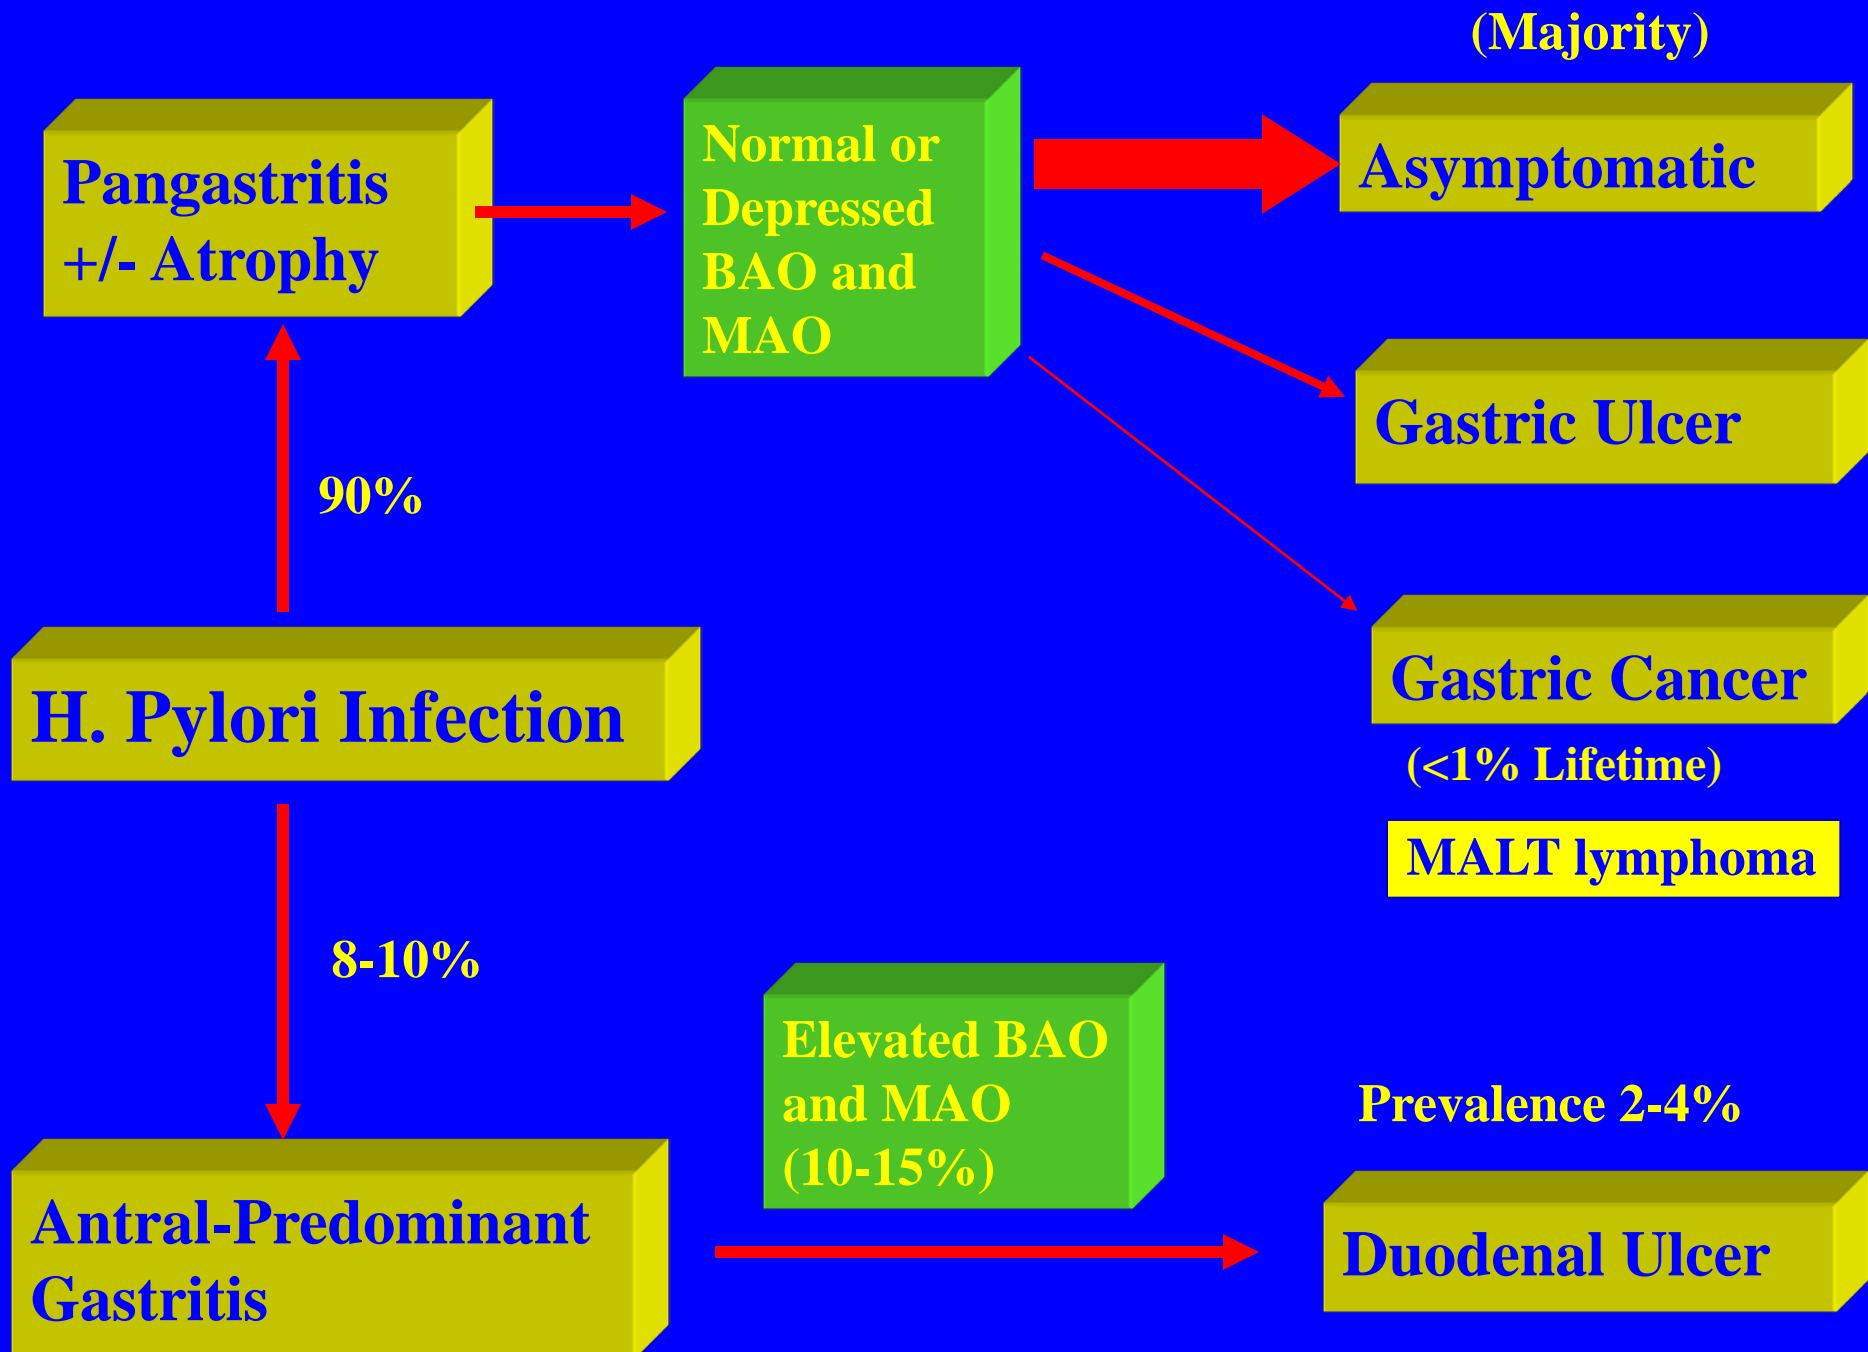 (Majority)
Pangastritis
+/- Atrophy
Normal or
Depressed
BAO and
MAO
Asymptomatic
Gastric Ulcer
90%
H. Pylori Infection
Gastric Cancer
(<1% Lifetime)
MALT lymphoma
8-10%
Elevated BAO
and MAO
(10-15%)
Prevalence 2-4%
Antral-Predominant
Gastritis
Duodenal Ulcer